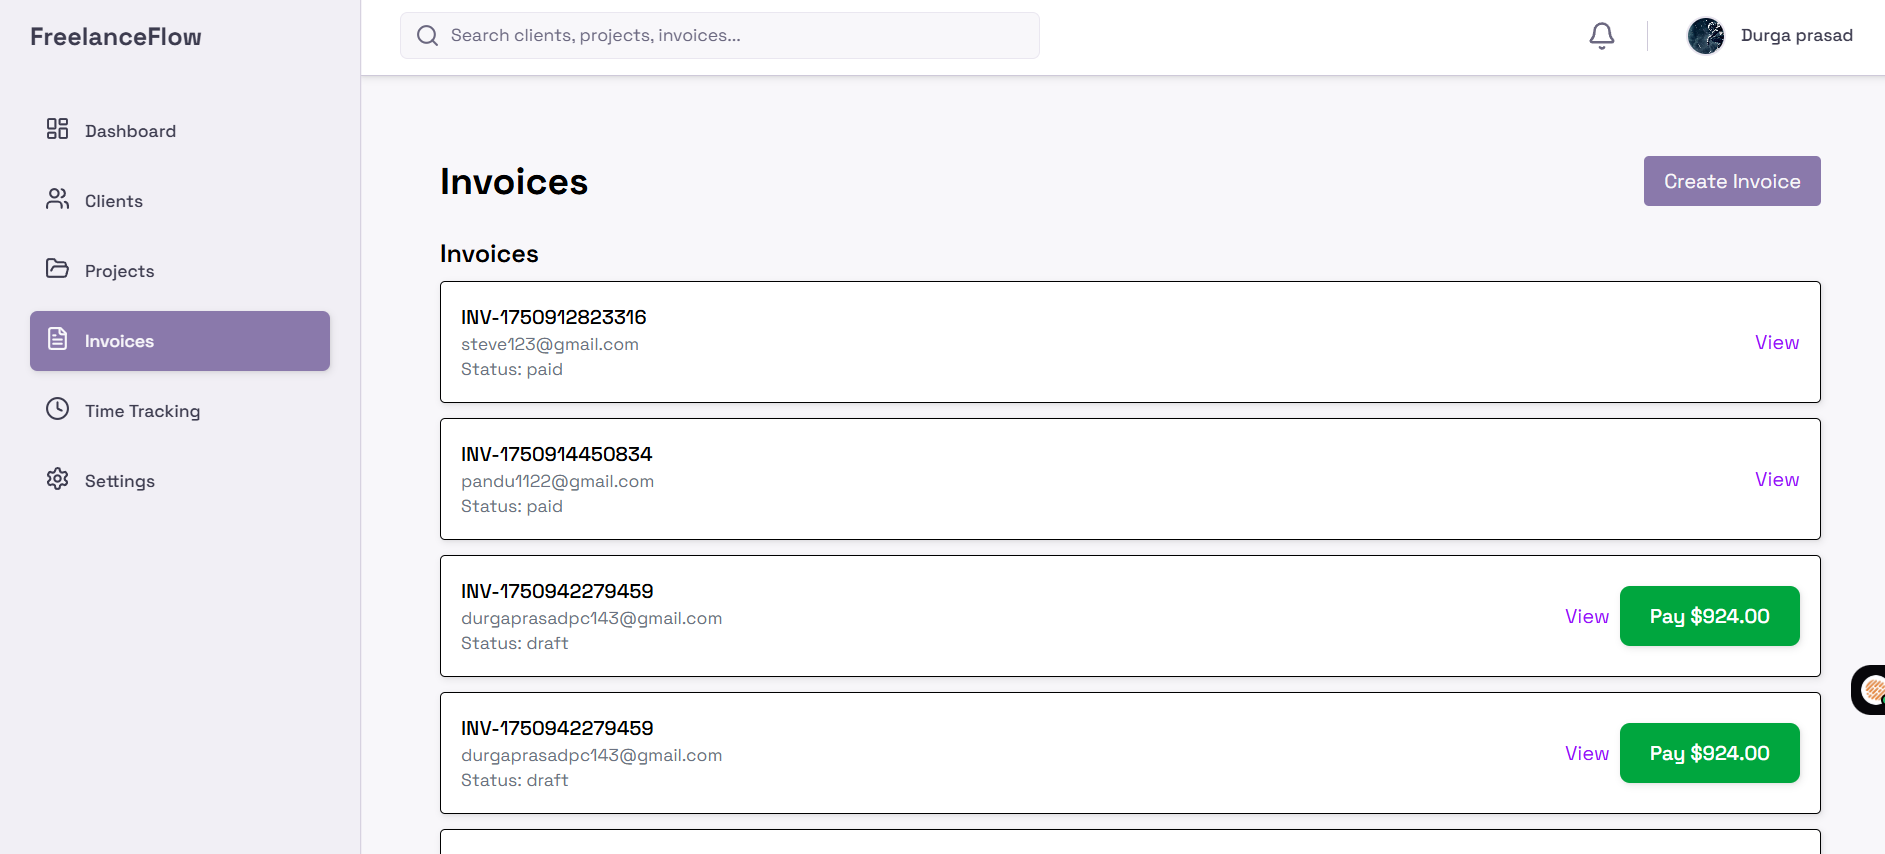 FreelanceFlow
Search clients, projects, invoices...
Durga prasad
Dashboard
Clients
Projects
Invoices
Time Tracking
Settings
Invoices
Create Invoice
Invoices
INV-1750912823316
steve123@gmail.com
Status: paid
View
INV-1750914450834
pandu1122@gmail.com
Status: paid
View
INV-1750942279459
durgaprasadpc143@gmail.com
Status: draft
View
Pay $924.00
INV-1750942279459
durgaprasadpc143@gmail.com
Status: draft
View
Pay $924.00